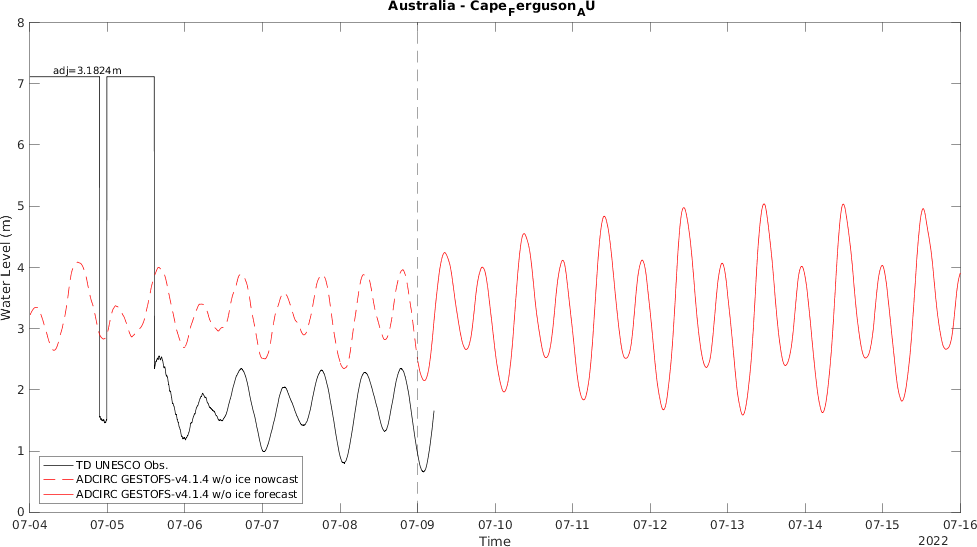 Australia - Cape_Ferguson_AU
8
7
6
5
4
3
2
1
0
Water Level (m)
adj=3.1824m
TD UNESCO Obs.
ADCIRC GESTOFS-v4.1.4 w/o ice nowcast
ADCIRC GESTOFS-v4.1.4 w/o ice forecast
07-04 07-05 07-06 07-07 07-08 07-09 07-10 07-11 07-12 07-13 07-14 07-15 07-16
Time
2022